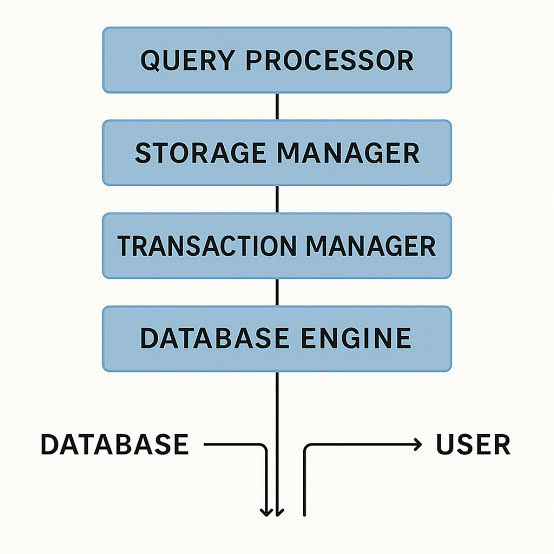 QUERY PROCESSOR
STORAGE MANAGER
TRANSACTION MANAGER
DATABASE ENGINE
DATABASE
USER